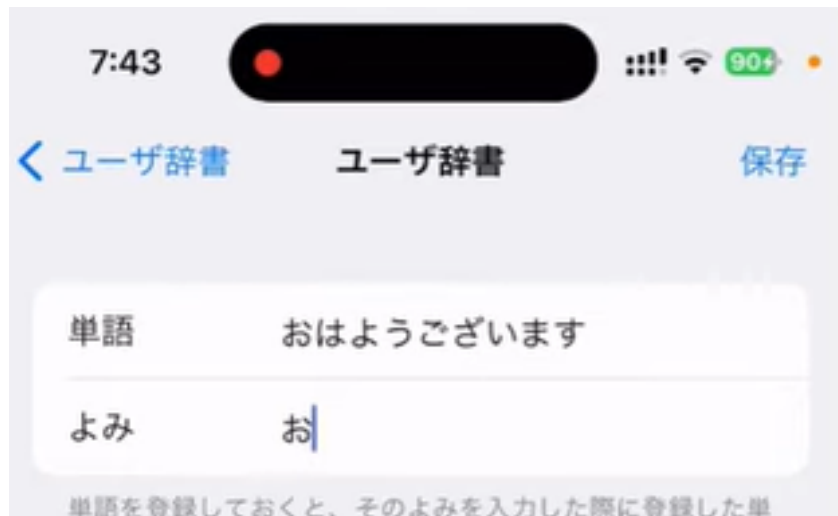 7:43 90
ユーザ辞書 ユーザ辞書 保存
単語 おはようございます
よみ お
単語を登録しておくと、そのよみを入力した際に登録した単